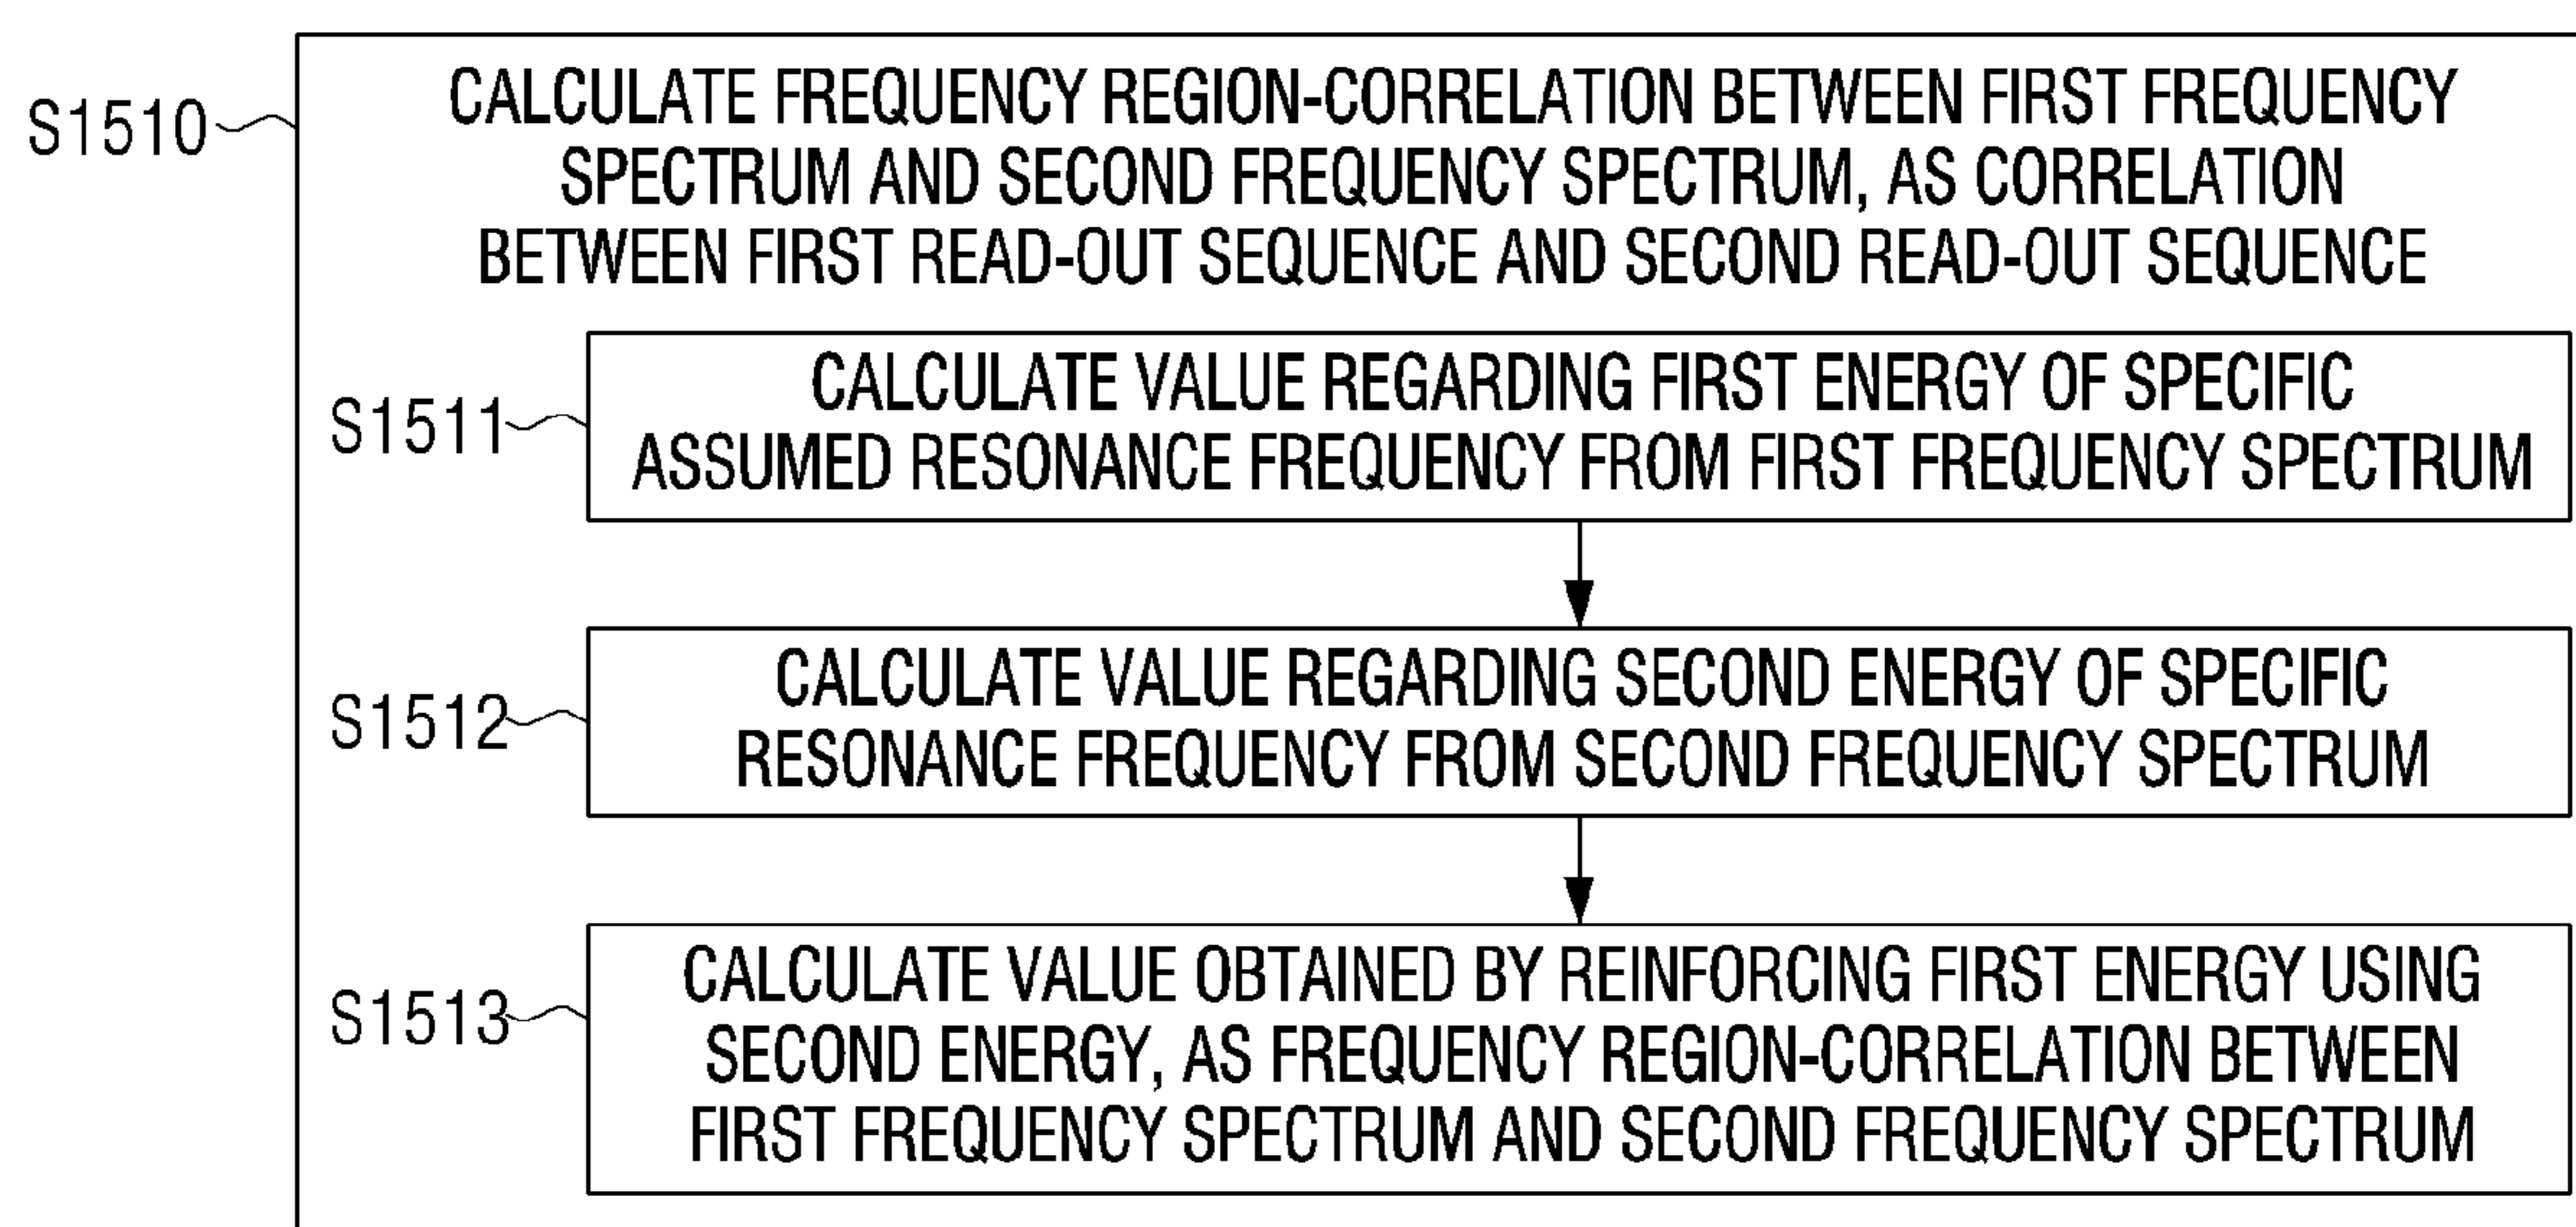 S1510
CALCULATE FREQUENCY REGION-CORRELATION BETWEEN FIRST FREQUENCY
SPECTRUM AND SECOND FREQUENCY SPECTRUM, AS CORRELATION
BETWEEN FIRST READ-OUT SEQUENCE AND SECOND READ-OUT SEQUENCE
S1511
CALCULATE VALUE REGARDING FIRST ENERGY OF SPECIFIC
ASSUMED RESONANCE FREQUENCY FROM FIRST FREQUENCY SPECTRUM
S1512
CALCULATE VALUE REGARDING SECOND ENERGY OF SPECIFIC
RESONANCE FREQUENCY FROM SECOND FREQUENCY SPECTRUM
S1513
CALCULATE VALUE OBTAINED BY REINFORCING FIRST ENERGY USING
SECOND ENERGY, AS FREQUENCY REGION-CORRELATION BETWEEN
FIRST FREQUENCY SPECTRUM AND SECOND FREQUENCY SPECTRUM